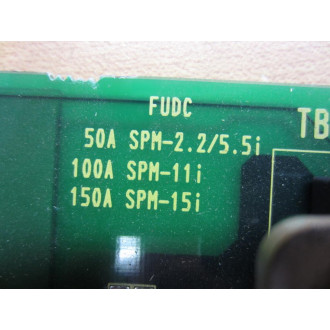 FUDC
50A SPM-2.2/5.5i
100A SPM-11i
150A SPM-15i
TB